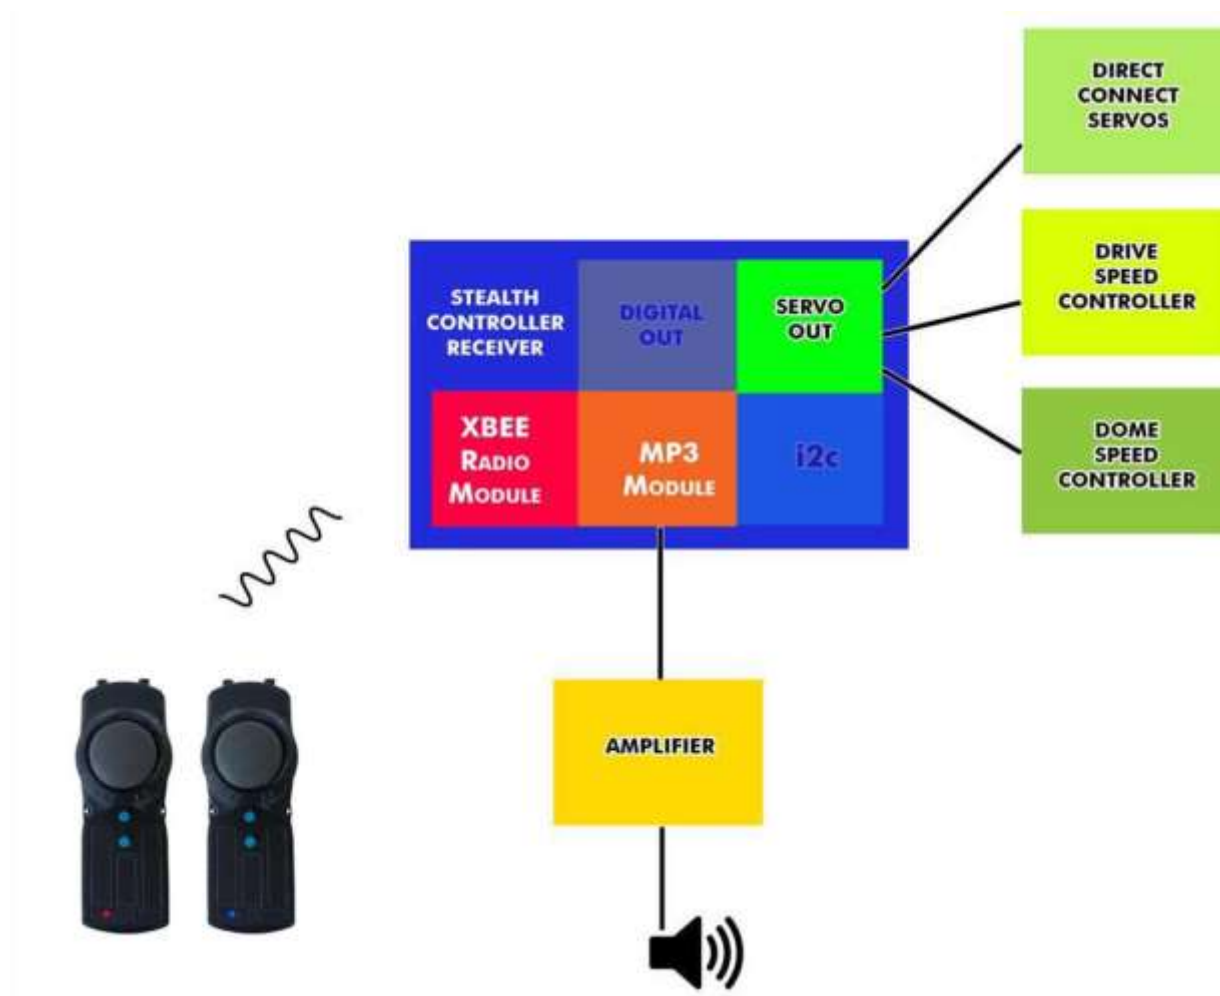 DIRECT
CONNECT
SERVOS
DRIVE
SPEED
CONTROLLER
DOME
SPEED
CONTROLLER
STEALTH
CONTROLLER
RECEIVER
DIGITAL
OUT
SERVO
OUT
XBEE
RADIO
MODULE
MP3
MODULE
i2c
AMPLIFIER